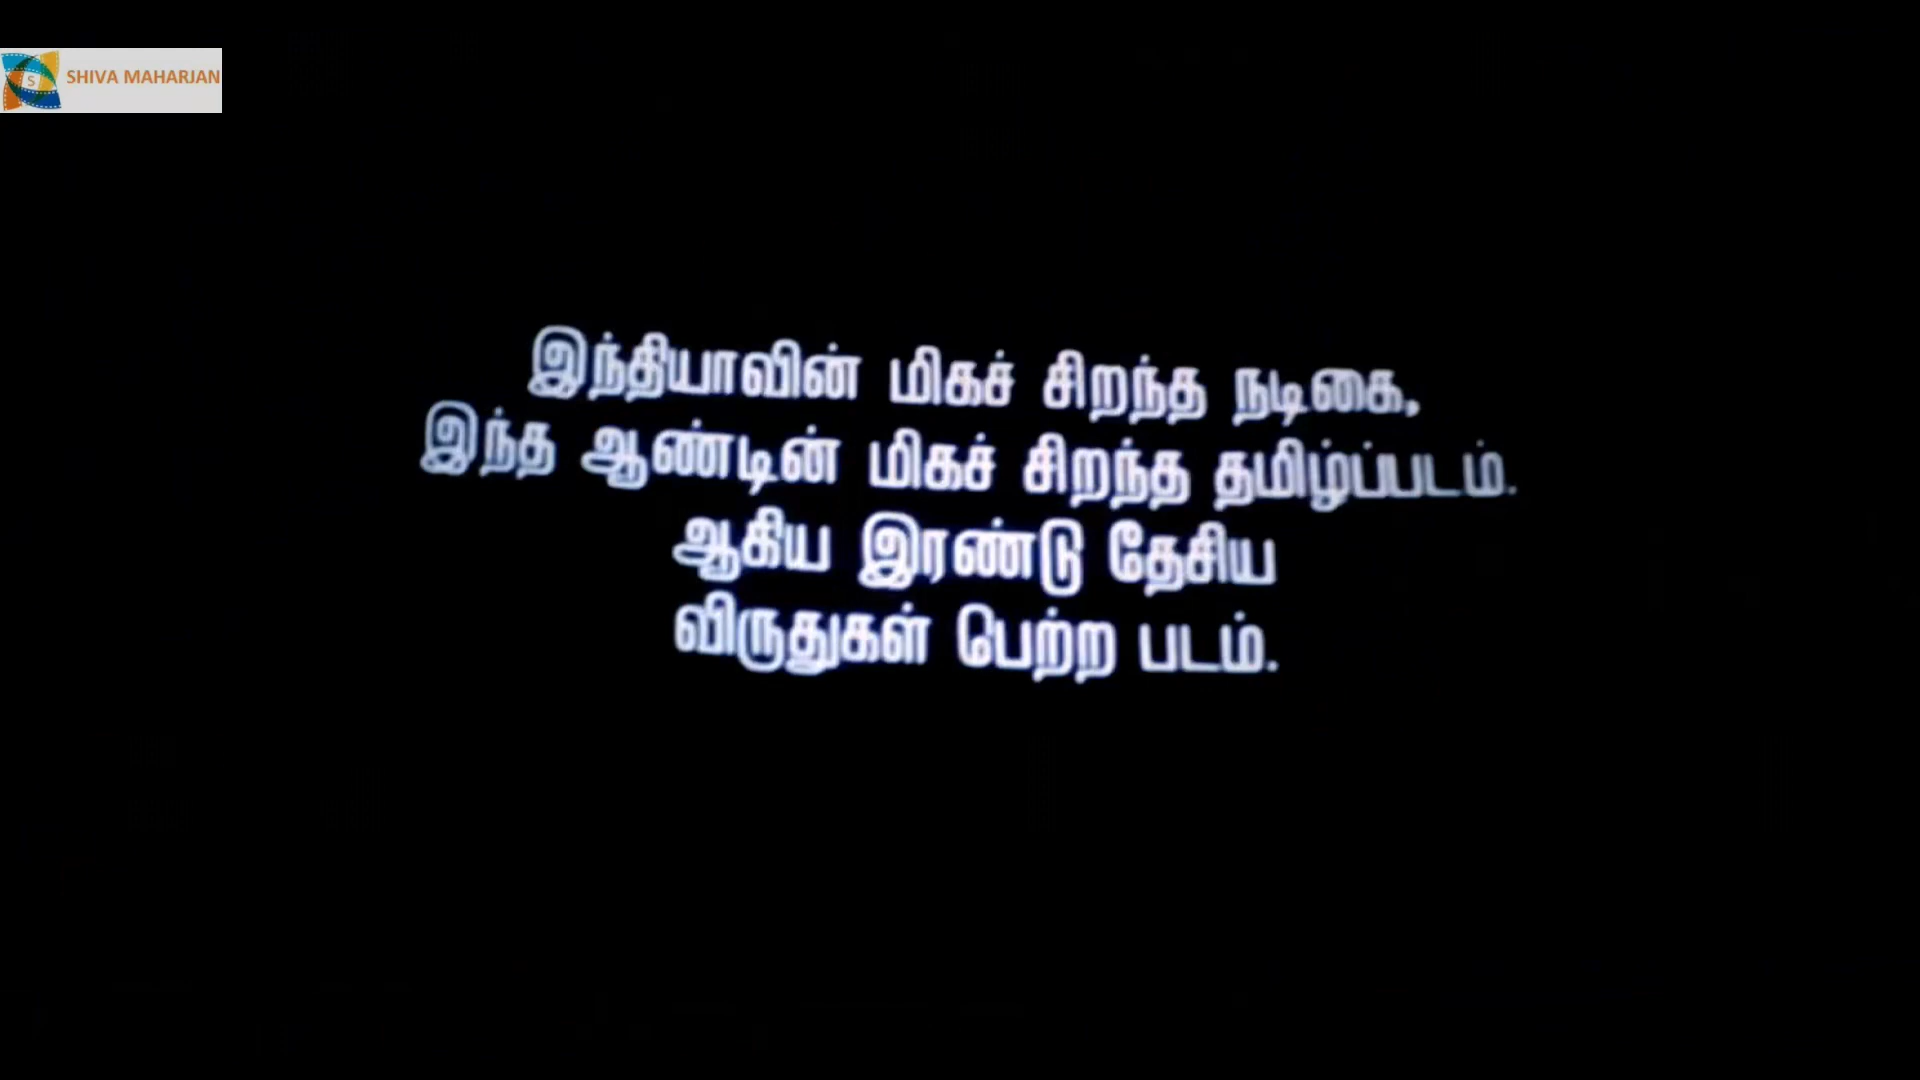 SHIVA MAHARJAN
இந்தியாவின் மிகச் சிறந்த நடிகை,
இந்த ஆண்டின் மிகச் சிறந்த தமிழ்ப்படம்.
ஆகிய இரண்டு தேசிய
விருதுகள் பெற்ற படம்.